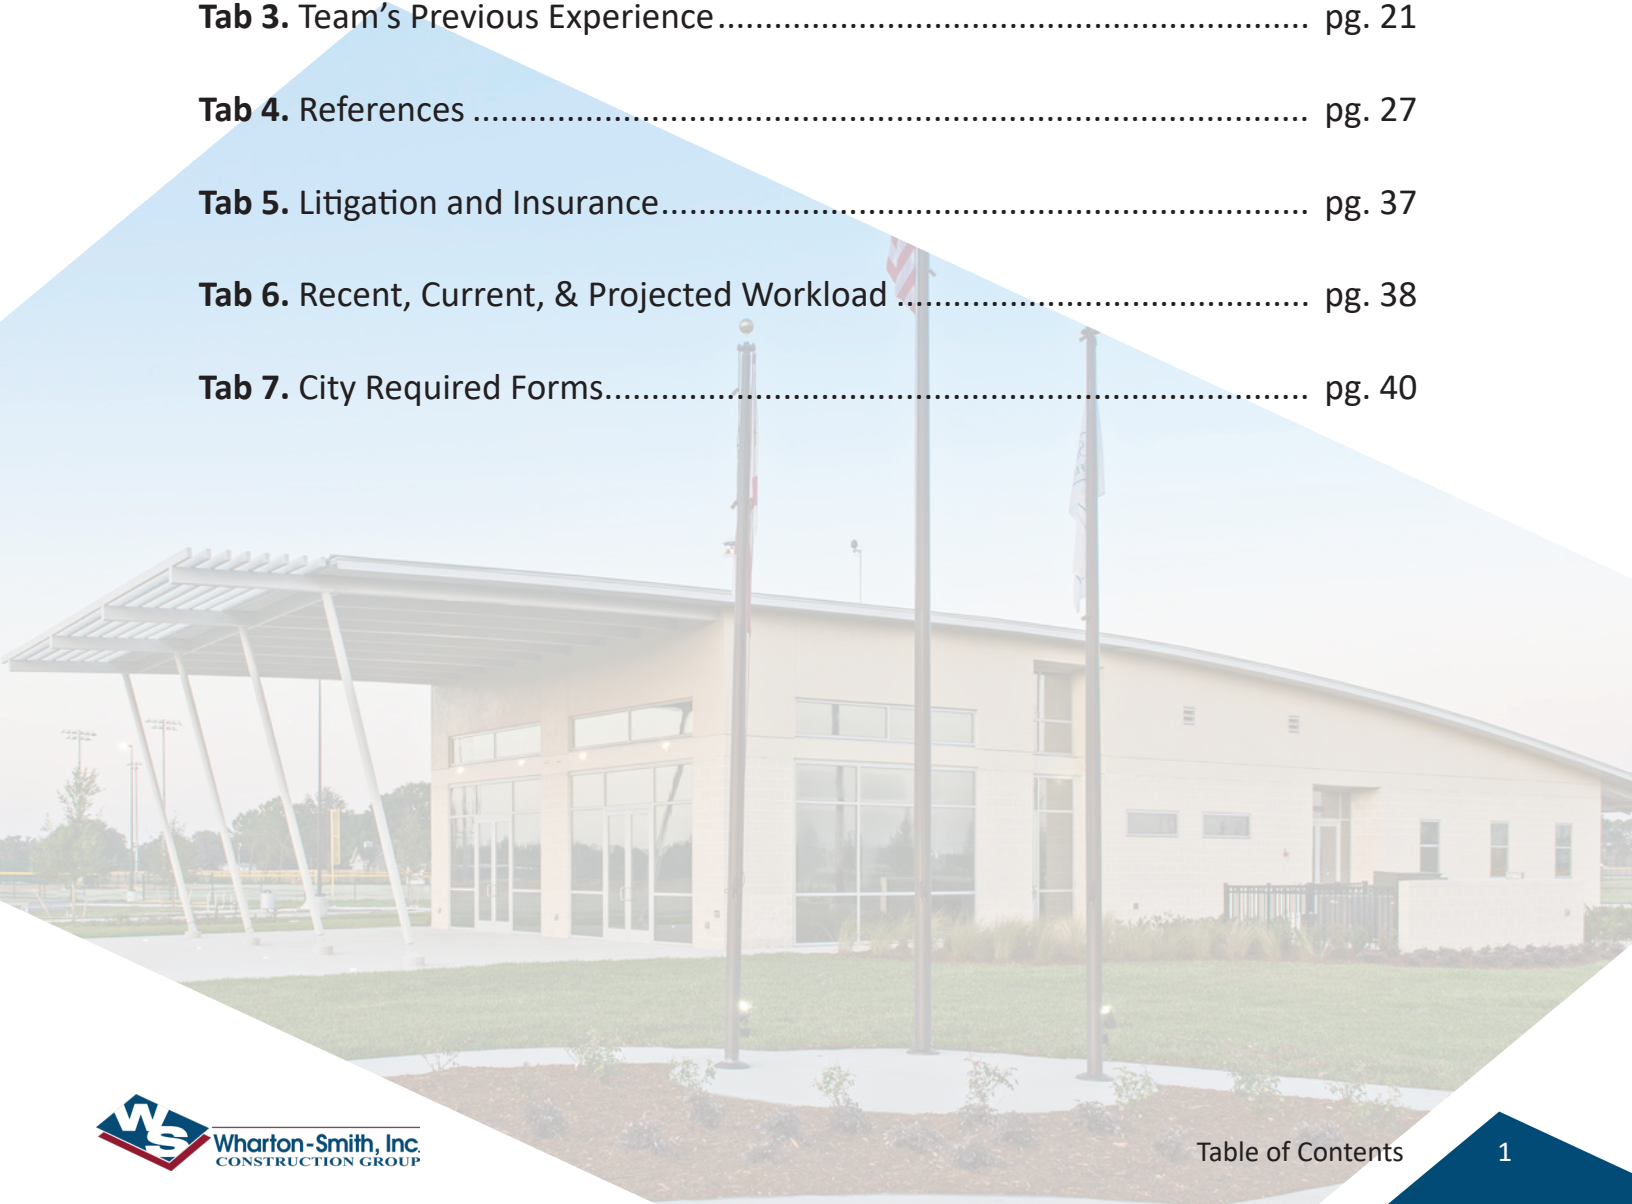 Tab 3. Team's Previous Experience............................................................... pg. 21
Tab 4. References ......................................................................................... pg. 27
Tab 5. Litigation and Insurance..................................................................... pg. 37
Tab 6. Recent, Current, & Projected Workload ............................................ pg. 38
Tab 7. City Required Forms........................................................................... pg. 40
WS
Wharton-Smith, Inc.
CONSTRUCTION GROUP
Table of Contents 1